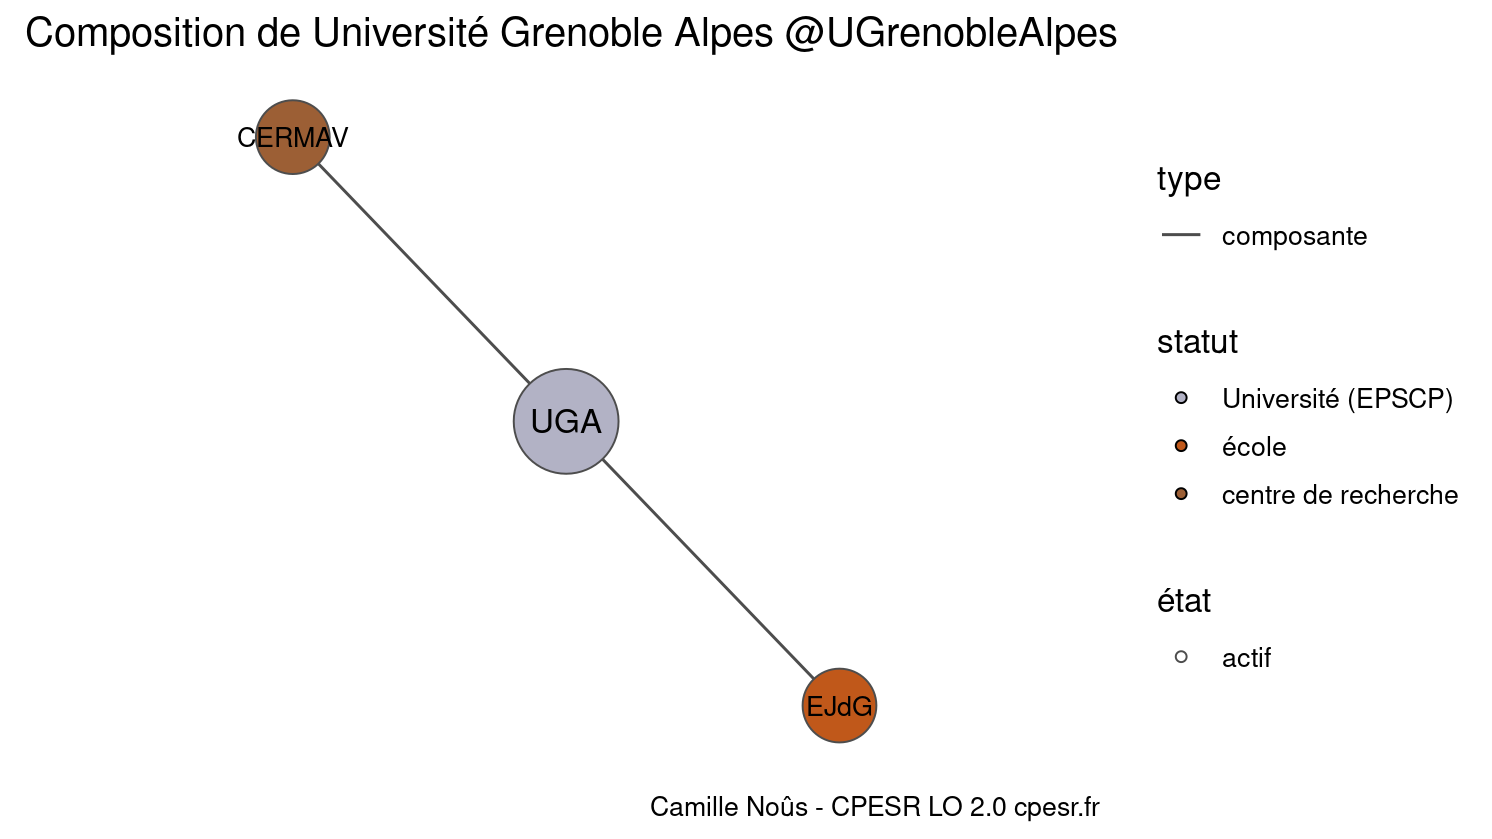 Composition de Université Grenoble Alpes @UGrenobleAlpes
CERMAV
UGA
EJdG
type
composante
statut
Université (EPSCP)
école
centre de recherche
état
actif
Camille Noûs - CPESR LO 2.0 cpesr.fr